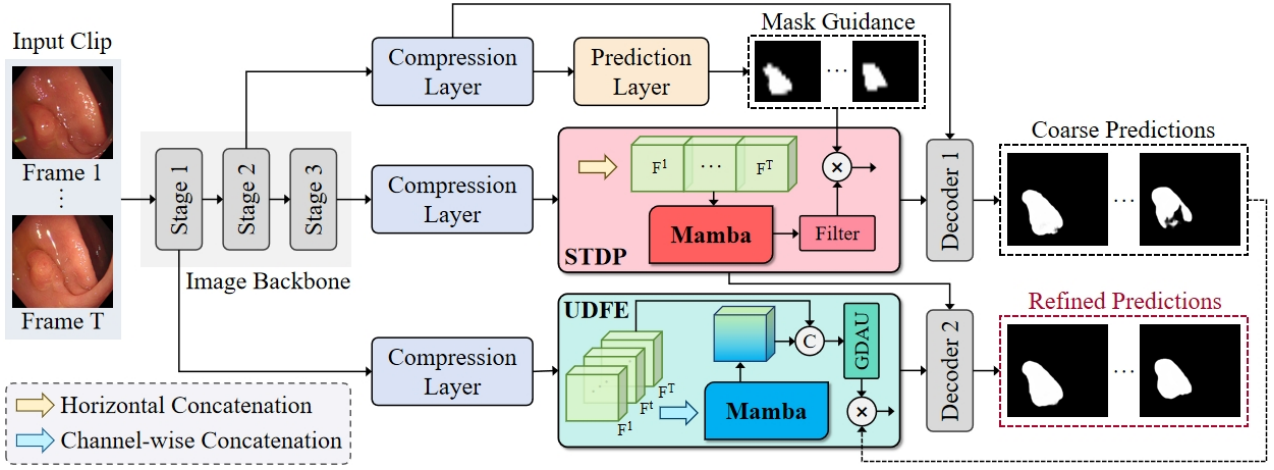 Input Clip
Frame 1
⋮
Frame T
Stage 1
Stage 2
Stage 3
Image Backbone
Compression
Layer
Prediction
Layer
Mask Guidance
...
Compression
Layer
F¹
...
Fᵀ
×
Mamba
Filter
STDP
Decoder 1
Coarse Predictions
...
Compression
Layer
UDFE
F¹
Fᵗ
Fᵀ
Mamba
C
GDAU
×
Decoder 2
Refined Predictions
...
Horizontal Concatenation
Channel-wise Concatenation